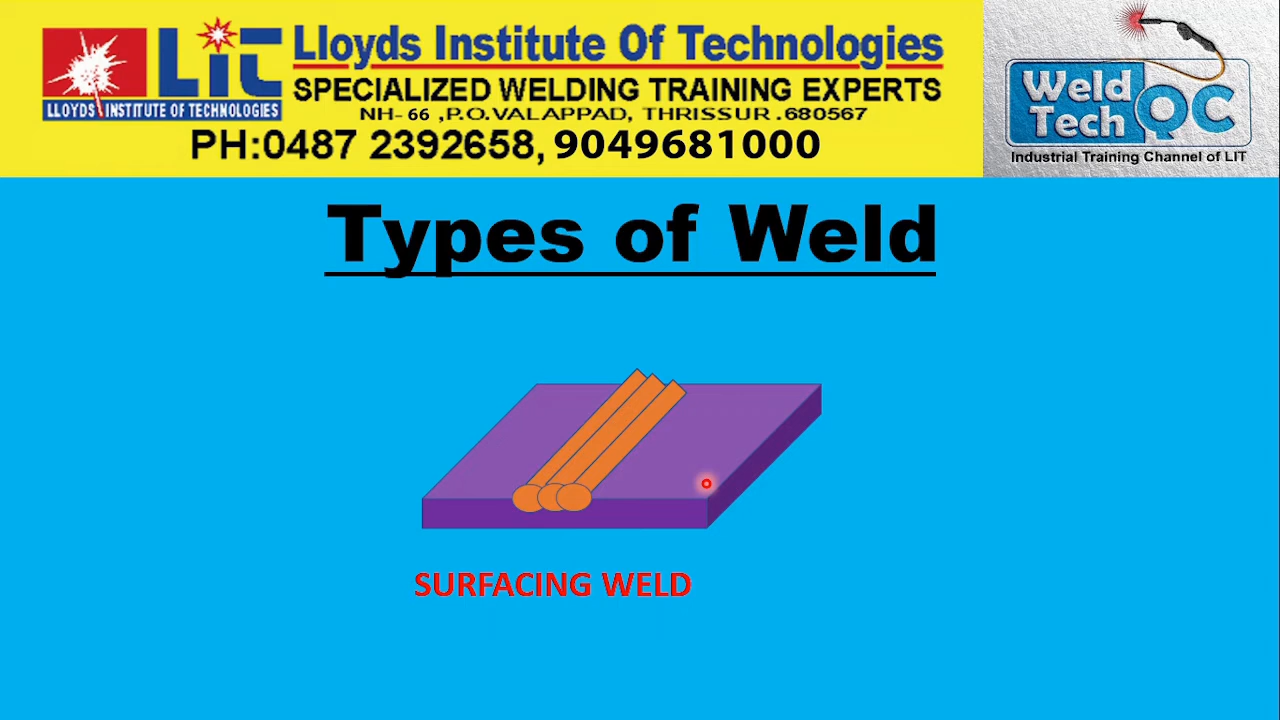 LiT
LLOYDS INSTITUTE OF TECHNOLOGIES
Lloyds Institute Of Technologies
SPECIALIZED WELDING TRAINING EXPERTS
NH- 66 ,P.O.VALAPPAD, THRISSUR .680567
PH:0487 2392658, 9049681000
Weld
Tech QC
Industrial Training Channel of LIT
Types of Weld
SURFACING WELD